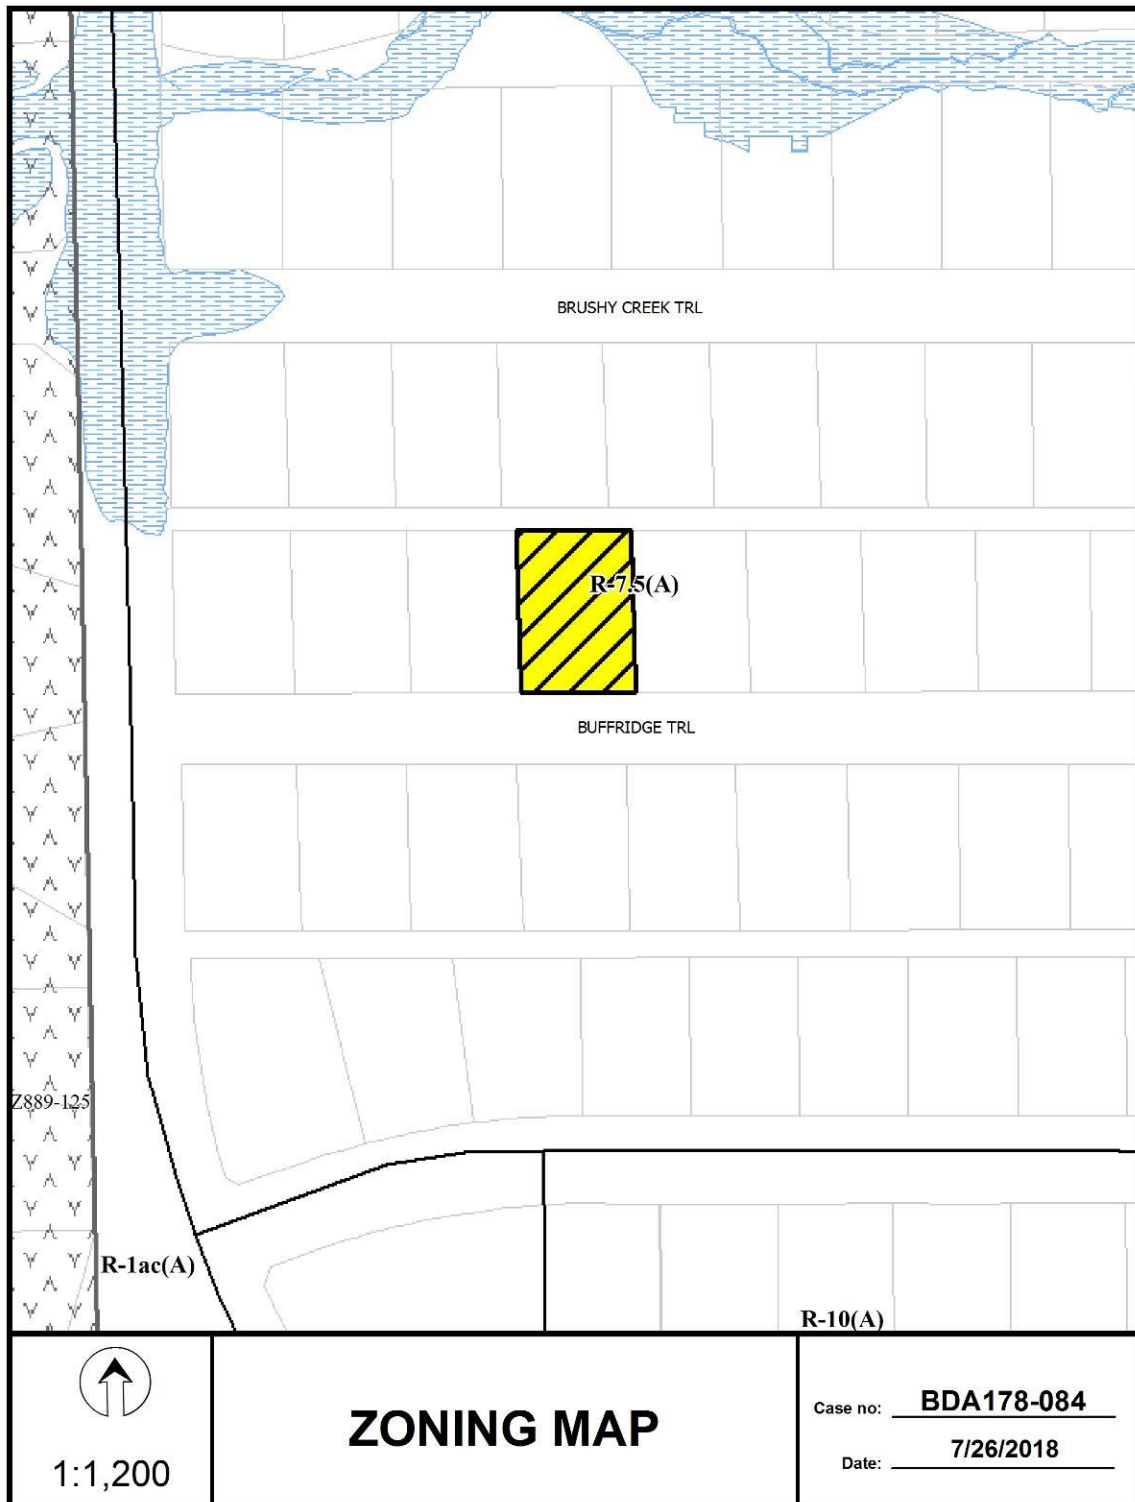 BRUSHY CREEK TRL
R-7.5(A)
BUFFRIDGE TRL
Z889-125
R-1ac(A)
R-10(A)
1:1,200
ZONING MAP
Case no: BDA178-084
Date: 7/26/2018